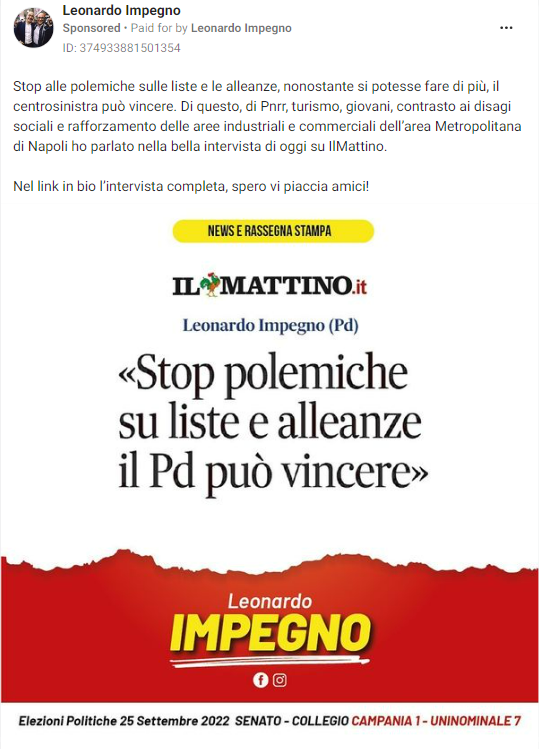 Leonardo Impegno
Sponsored • Paid for by Leonardo Impegno
ID: 374933881501354
Stop alle polemiche sulle liste e le alleanze, nonostante si potesse fare di più, il
centrosinistra può vincere. Di questo, di Pnrr, turismo, giovani, contrasto ai disagi
sociali e rafforzamento delle aree industriali e commerciali dell'area Metropolitana
di Napoli ho parlato nella bella intervista di oggi su IlMattino.
Nel link in bio l'intervista completa, spero vi piaccia amici!
NEWS E RASSEGNA STAMPA
IL MATTINO.it
Leonardo Impegno (Pd)
«Stop polemiche
su liste e alleanze
il Pd può vincere»
Leonardo
IMPEGNO
Elezioni Politiche 25 Settembre 2022 SENATO - COLLEGIO CAMPANIA 1 - UNINOMINALE 7